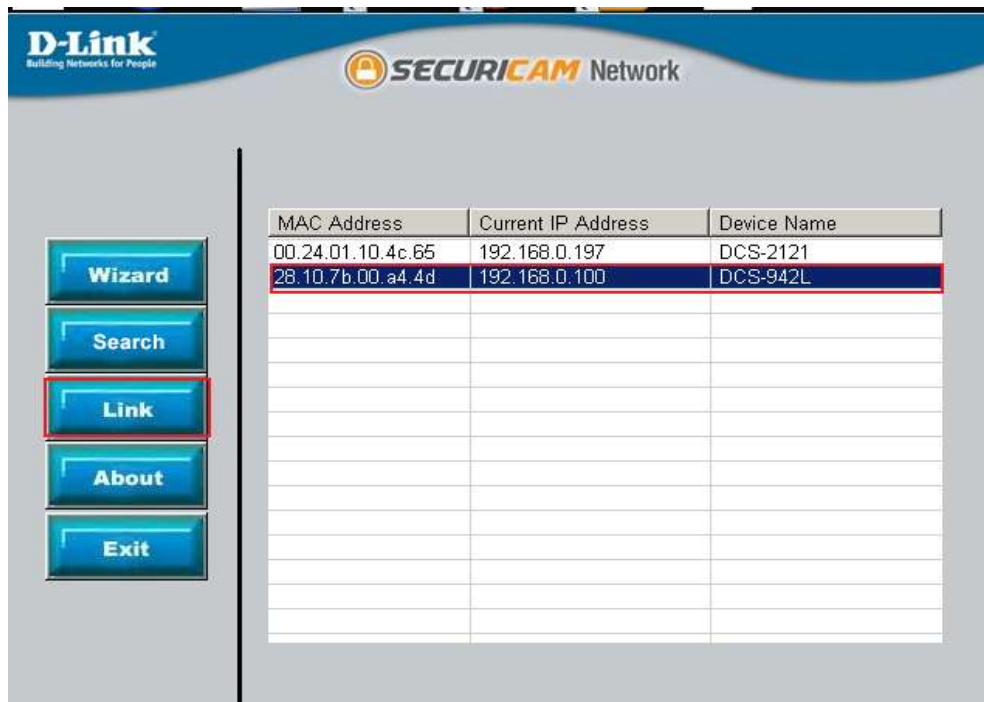 D-Link
Building Networks for People
SECURICAM Network
MAC Address Current IP Address Device Name
00.24.01.10.4c.65 192.168.0.197 DCS-2121
28.10.7b.00.a4.4d 192.168.0.100 DCS-942L
Wizard
Search
Link
About
Exit